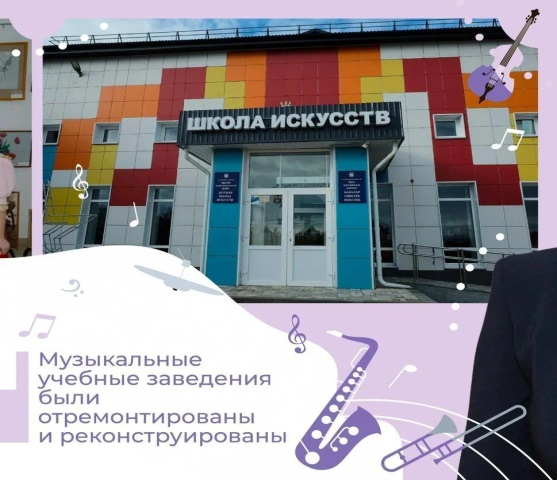 ШКОЛА ИСКУССТВ
Музыкальные
учебные заведения
были
отремонтированы
и реконструированы